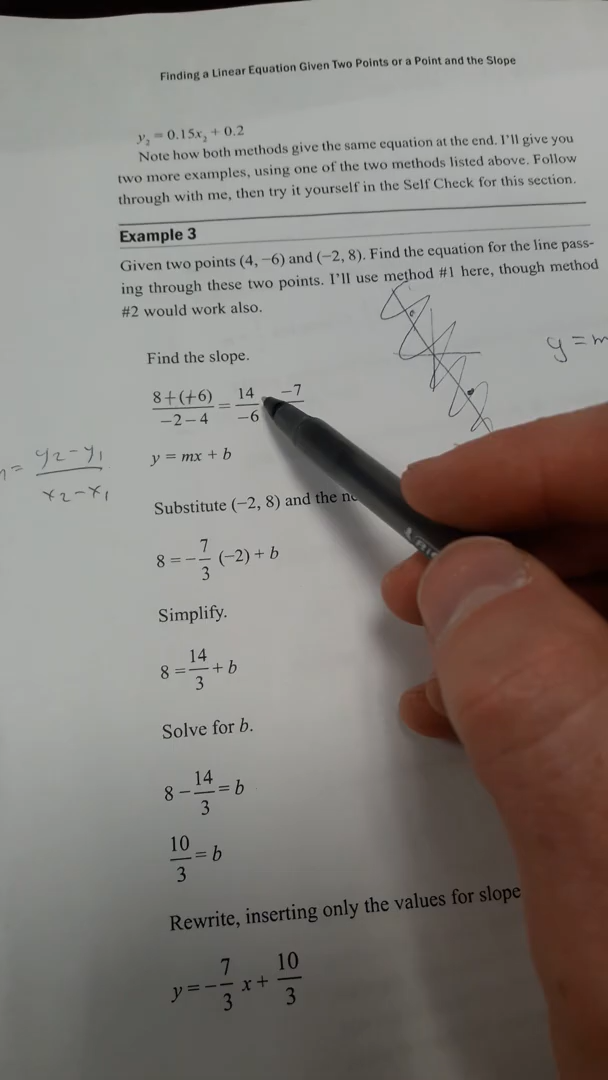 Finding a Linear Equation Given Two Points or a Point and the Slope
y₂ = 0.15x₂ + 0.2
Note how both methods give the same equation at the end. I'll give you
two more examples, using one of the two methods listed above. Follow
through with me, then try it yourself in the Self Check for this section.
Example 3
Given two points (4, −6) and (−2, 8). Find the equation for the line pass-
ing through these two points. I'll use method #1 here, though method
#2 would work also.
y = m
Find the slope.
8+(+6)/−2−4 = 14/−6 −7
= y₂−y₁/x₂−x₁
y = mx + b
Substitute (−2, 8) and the
8 = −7/3 (−2) + b
Simplify.
8 = 14/3 + b
Solve for b.
8 − 14/3 = b
10/3 = b
Rewrite, inserting only the values for slope
y = −7/3 x + 10/3